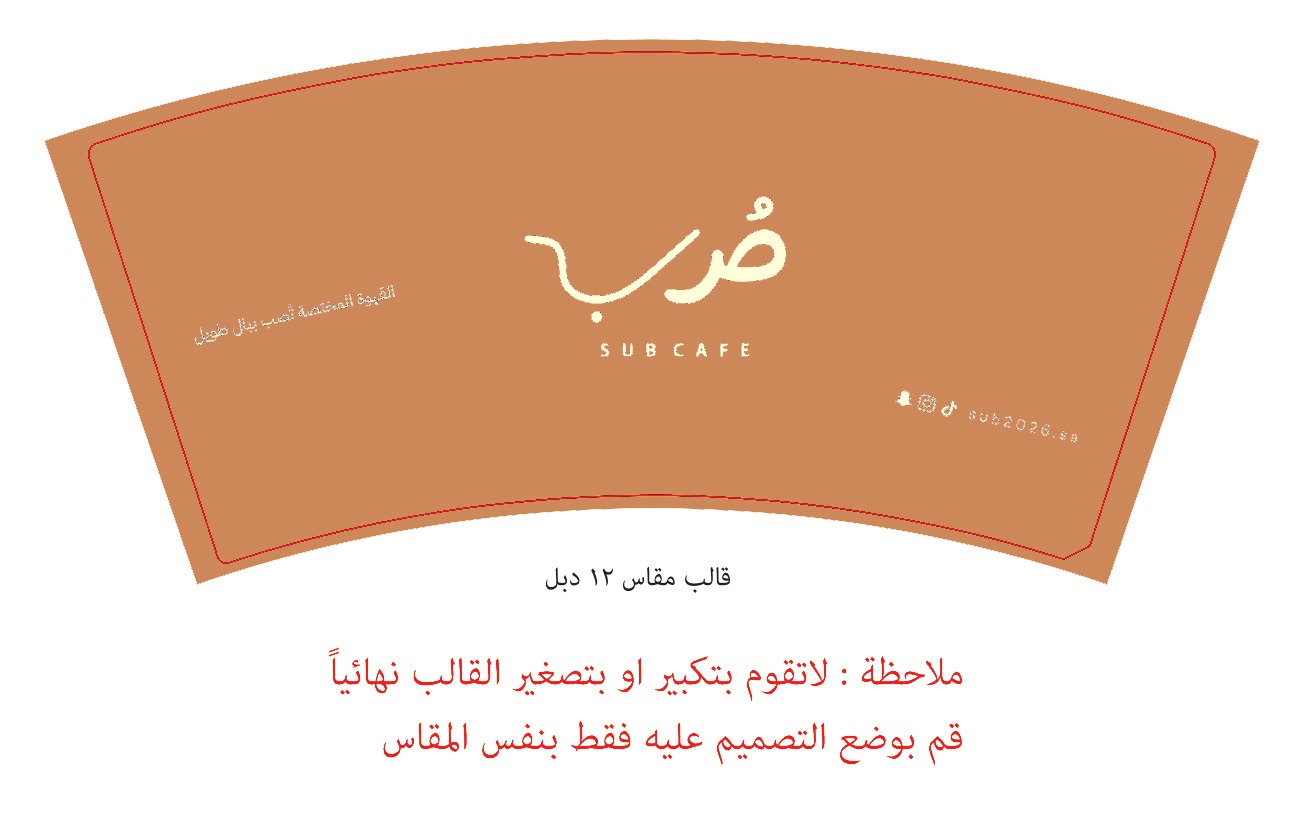 صُب
SUB CAFE
القهوة المختصة تُصب ببال طويل
sub2026.sa
قالب مقاس ١٢ دبل
ملاحظة : لاتقوم بتكبير او بتصغير القالب نهائياً
قم بوضع التصميم عليه فقط بنفس المقاس